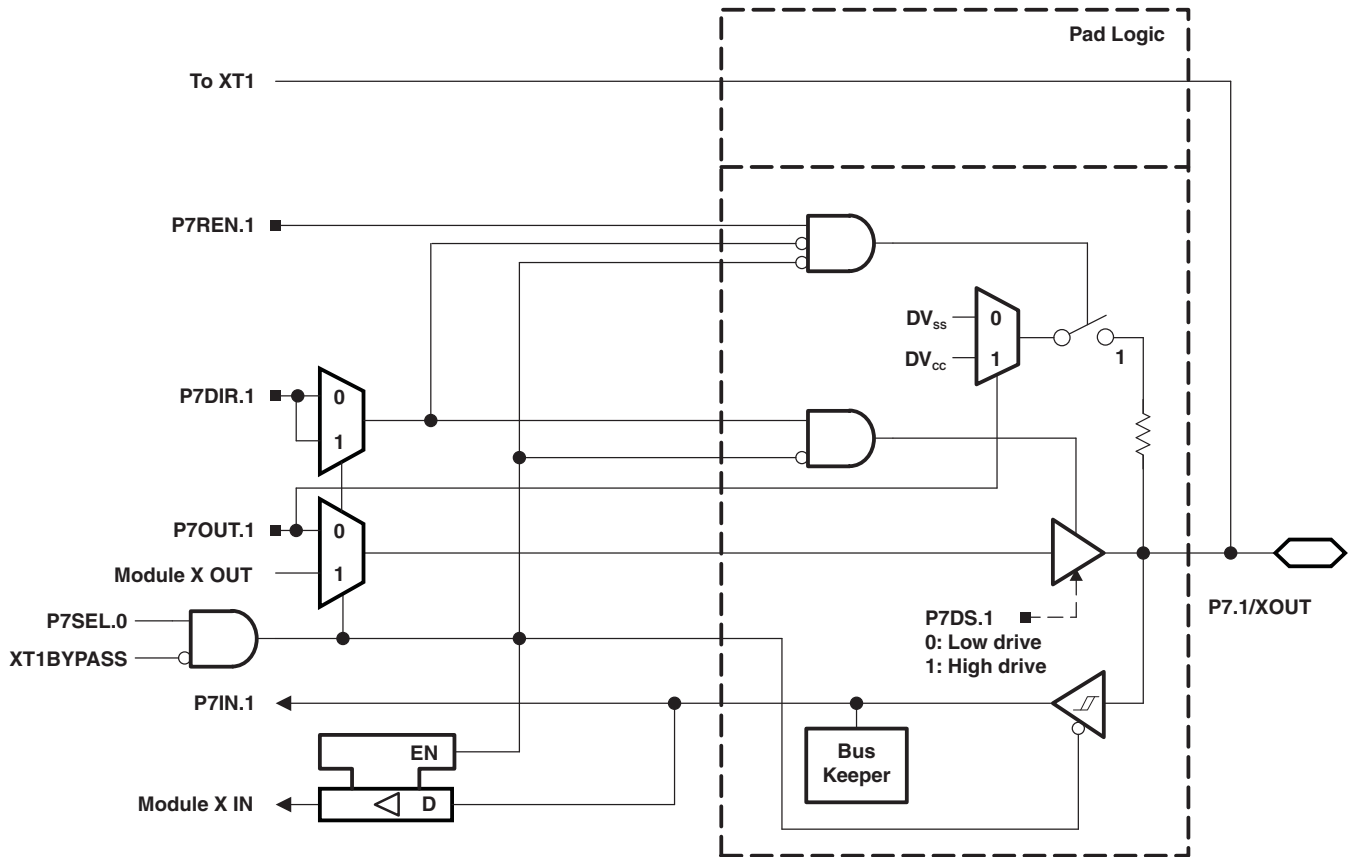 Pad Logic
To XT1
P7REN.1
DVSS
0
DVCC
1
1
P7DIR.1
0
1
P7OUT.1
0
Module X OUT
1
P7SEL.0
XT1BYPASS
P7DS.1
0: Low drive
1: High drive
P7.1/XOUT
P7IN.1
EN
Bus
Keeper
Module X IN
D